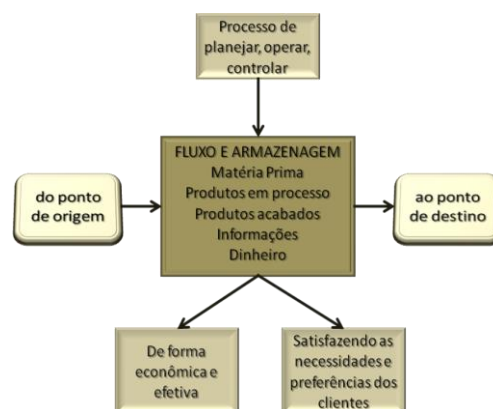 Processo de
planejar, operar,
controlar
FLUXO E ARMAZENAGEM
Matéria Prima
Produtos em processo
Produtos acabados
Informações
Dinheiro
do ponto
de origem
ao ponto
de destino
De forma
econômica e
efetiva
Satisfazendo as
necessidades e
preferências dos
clientes